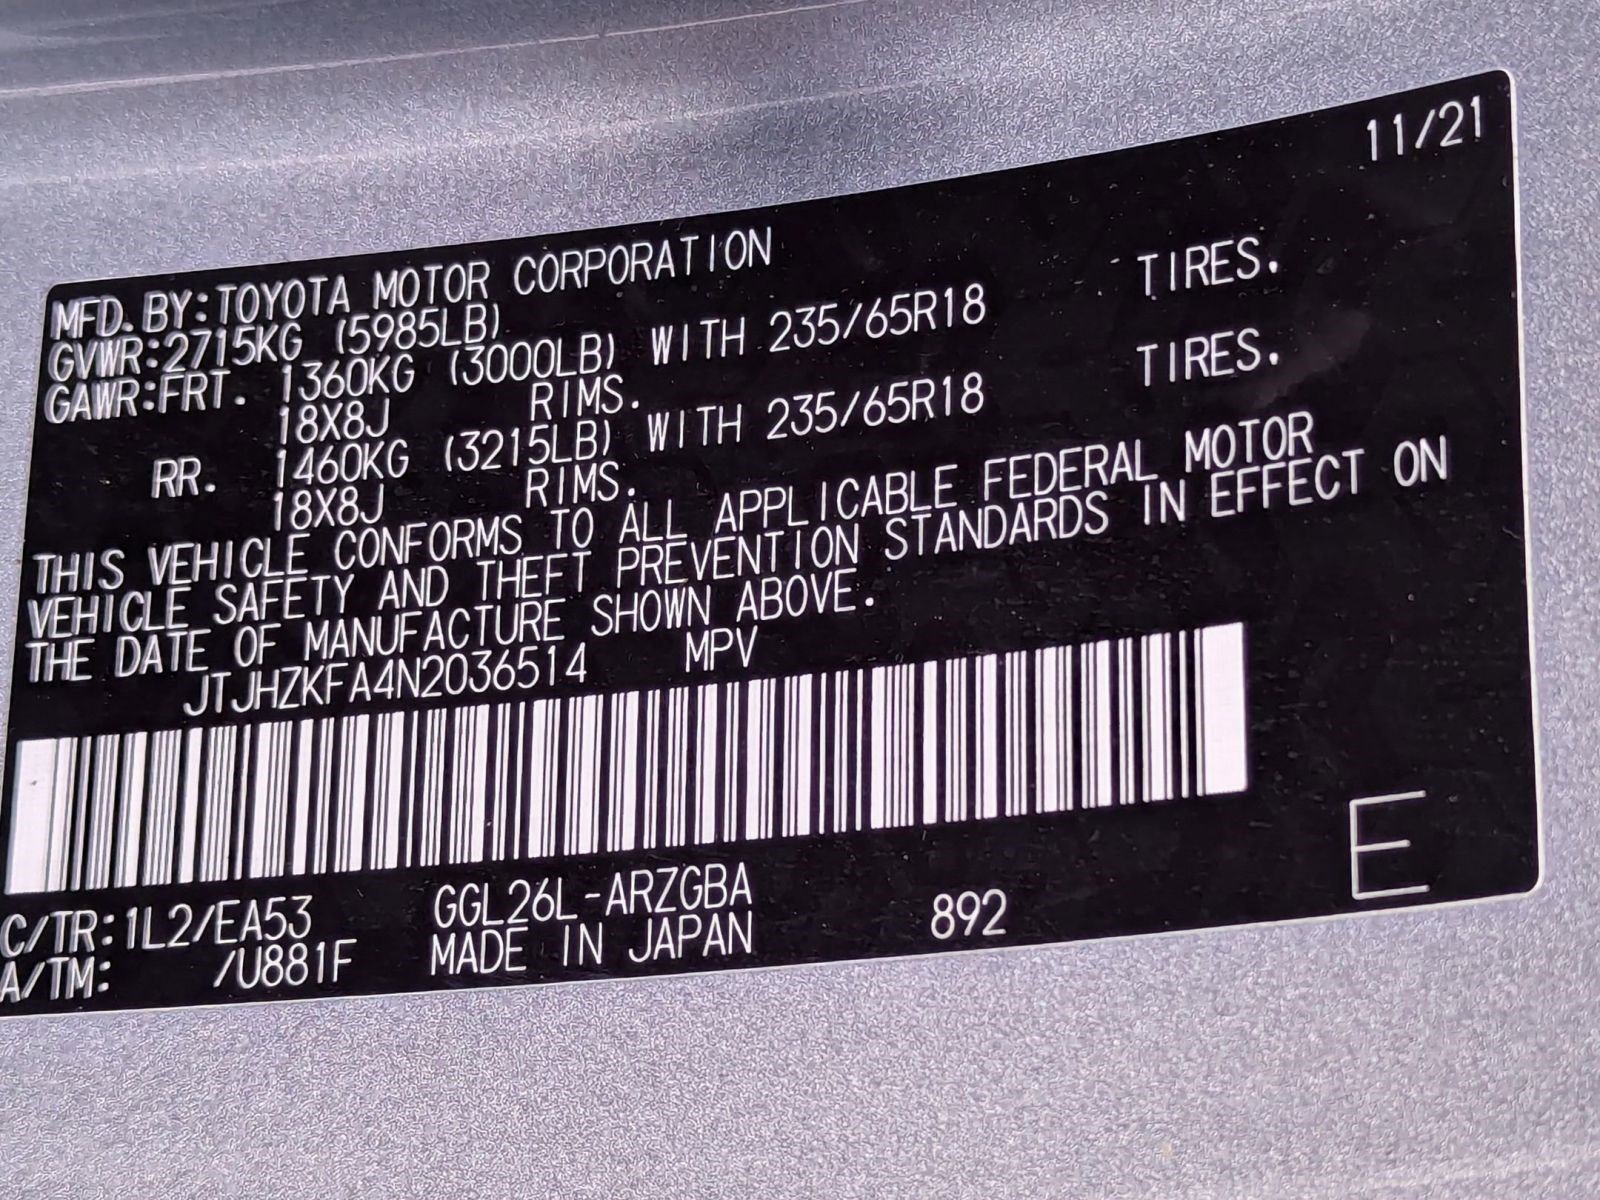 11/21
MFD. BY:TOYOTA MOTOR CORPORATION
GVWR:2715KG (5985LB)
GAWR:FRT. 1360KG (3000LB) WITH 235/65R18 TIRES.
18X8J RIMS.
RR. 1460KG (3215LB) WITH 235/65R18 TIRES.
18X8J RIMS.
THIS VEHICLE CONFORMS TO ALL APPLICABLE FEDERAL MOTOR
VEHICLE SAFETY AND THEFT PREVENTION STANDARDS IN EFFECT ON
THE DATE OF MANUFACTURE SHOWN ABOVE.
JTJHZKFA4N2036514 MPV
E
C/TR:1L2/EA53 GGL26L-ARZGBA 892
A/TM: /U881F MADE IN JAPAN